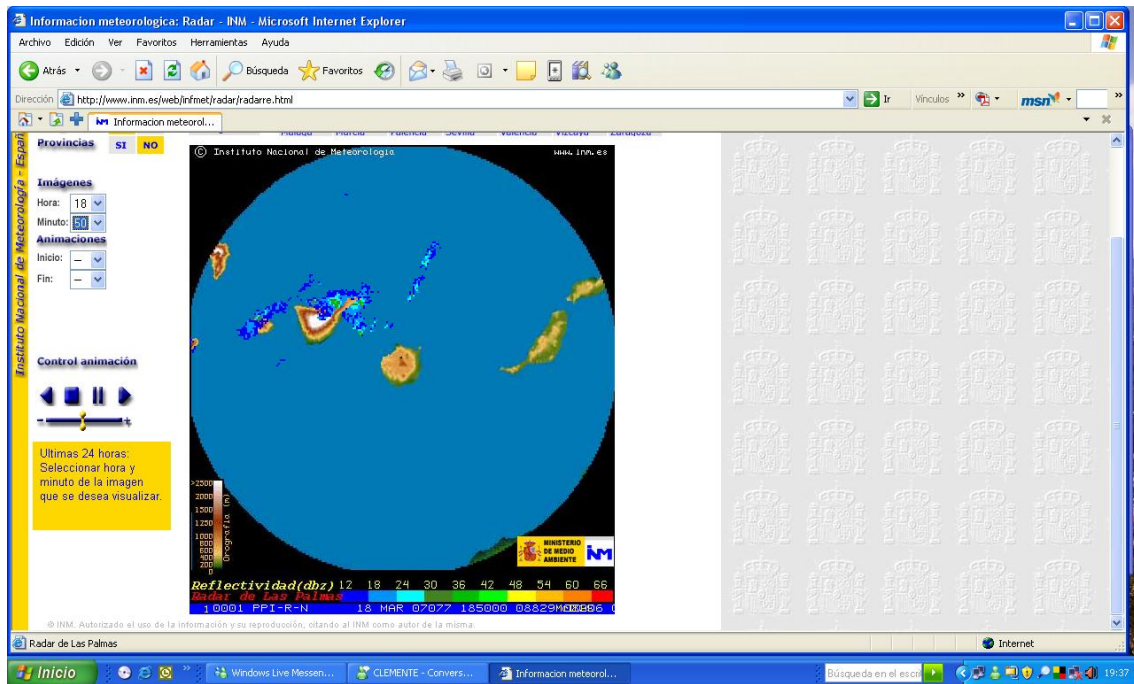 Informacion meteorologica: Radar - INM - Microsoft Internet Explorer
Archivo Edición Ver Favoritos Herramientas Ayuda
Atrás Búsqueda Favoritos
Dirección http://www.inm.es/web/infmet/radar/radarre.html Ir Vínculos » msn »
Informacion meteorol...
Málaga Murcia Palencia Sevilla Valencia Vizcaya Zaragoza
Instituto Nacional de Meteorología - Españ
Provincias SI NO
Imágenes
Hora: 18
Minuto: 50
Animaciones
Inicio: –
Fin: –
Control animación
- +
Ultimas 24 horas:
Seleccionar hora y
minuto de la imagen
que se desea visualizar.
© Instituto Nacional de Meteorologia www.inm.es
>2500
2000
1500
1250
1000
800
600
400
200
0
Orografia (m)
MINISTERIO
DE MEDIO
AMBIENTE
INM
Reflectividad(dbz) 12 18 24 30 36 42 48 54 60 66
Radar de Las Palmas
1 0001 PPI-R-N 18 MAR 07077 185000 08829
© INM. Autorizado el uso de la información y su reproducción, citando al INM como autor de la misma.
Radar de Las Palmas Internet
Inicio » Windows Live Messen... CLEMENTE - Convers... Informacion meteorol... Búsqueda en el escri 19:37